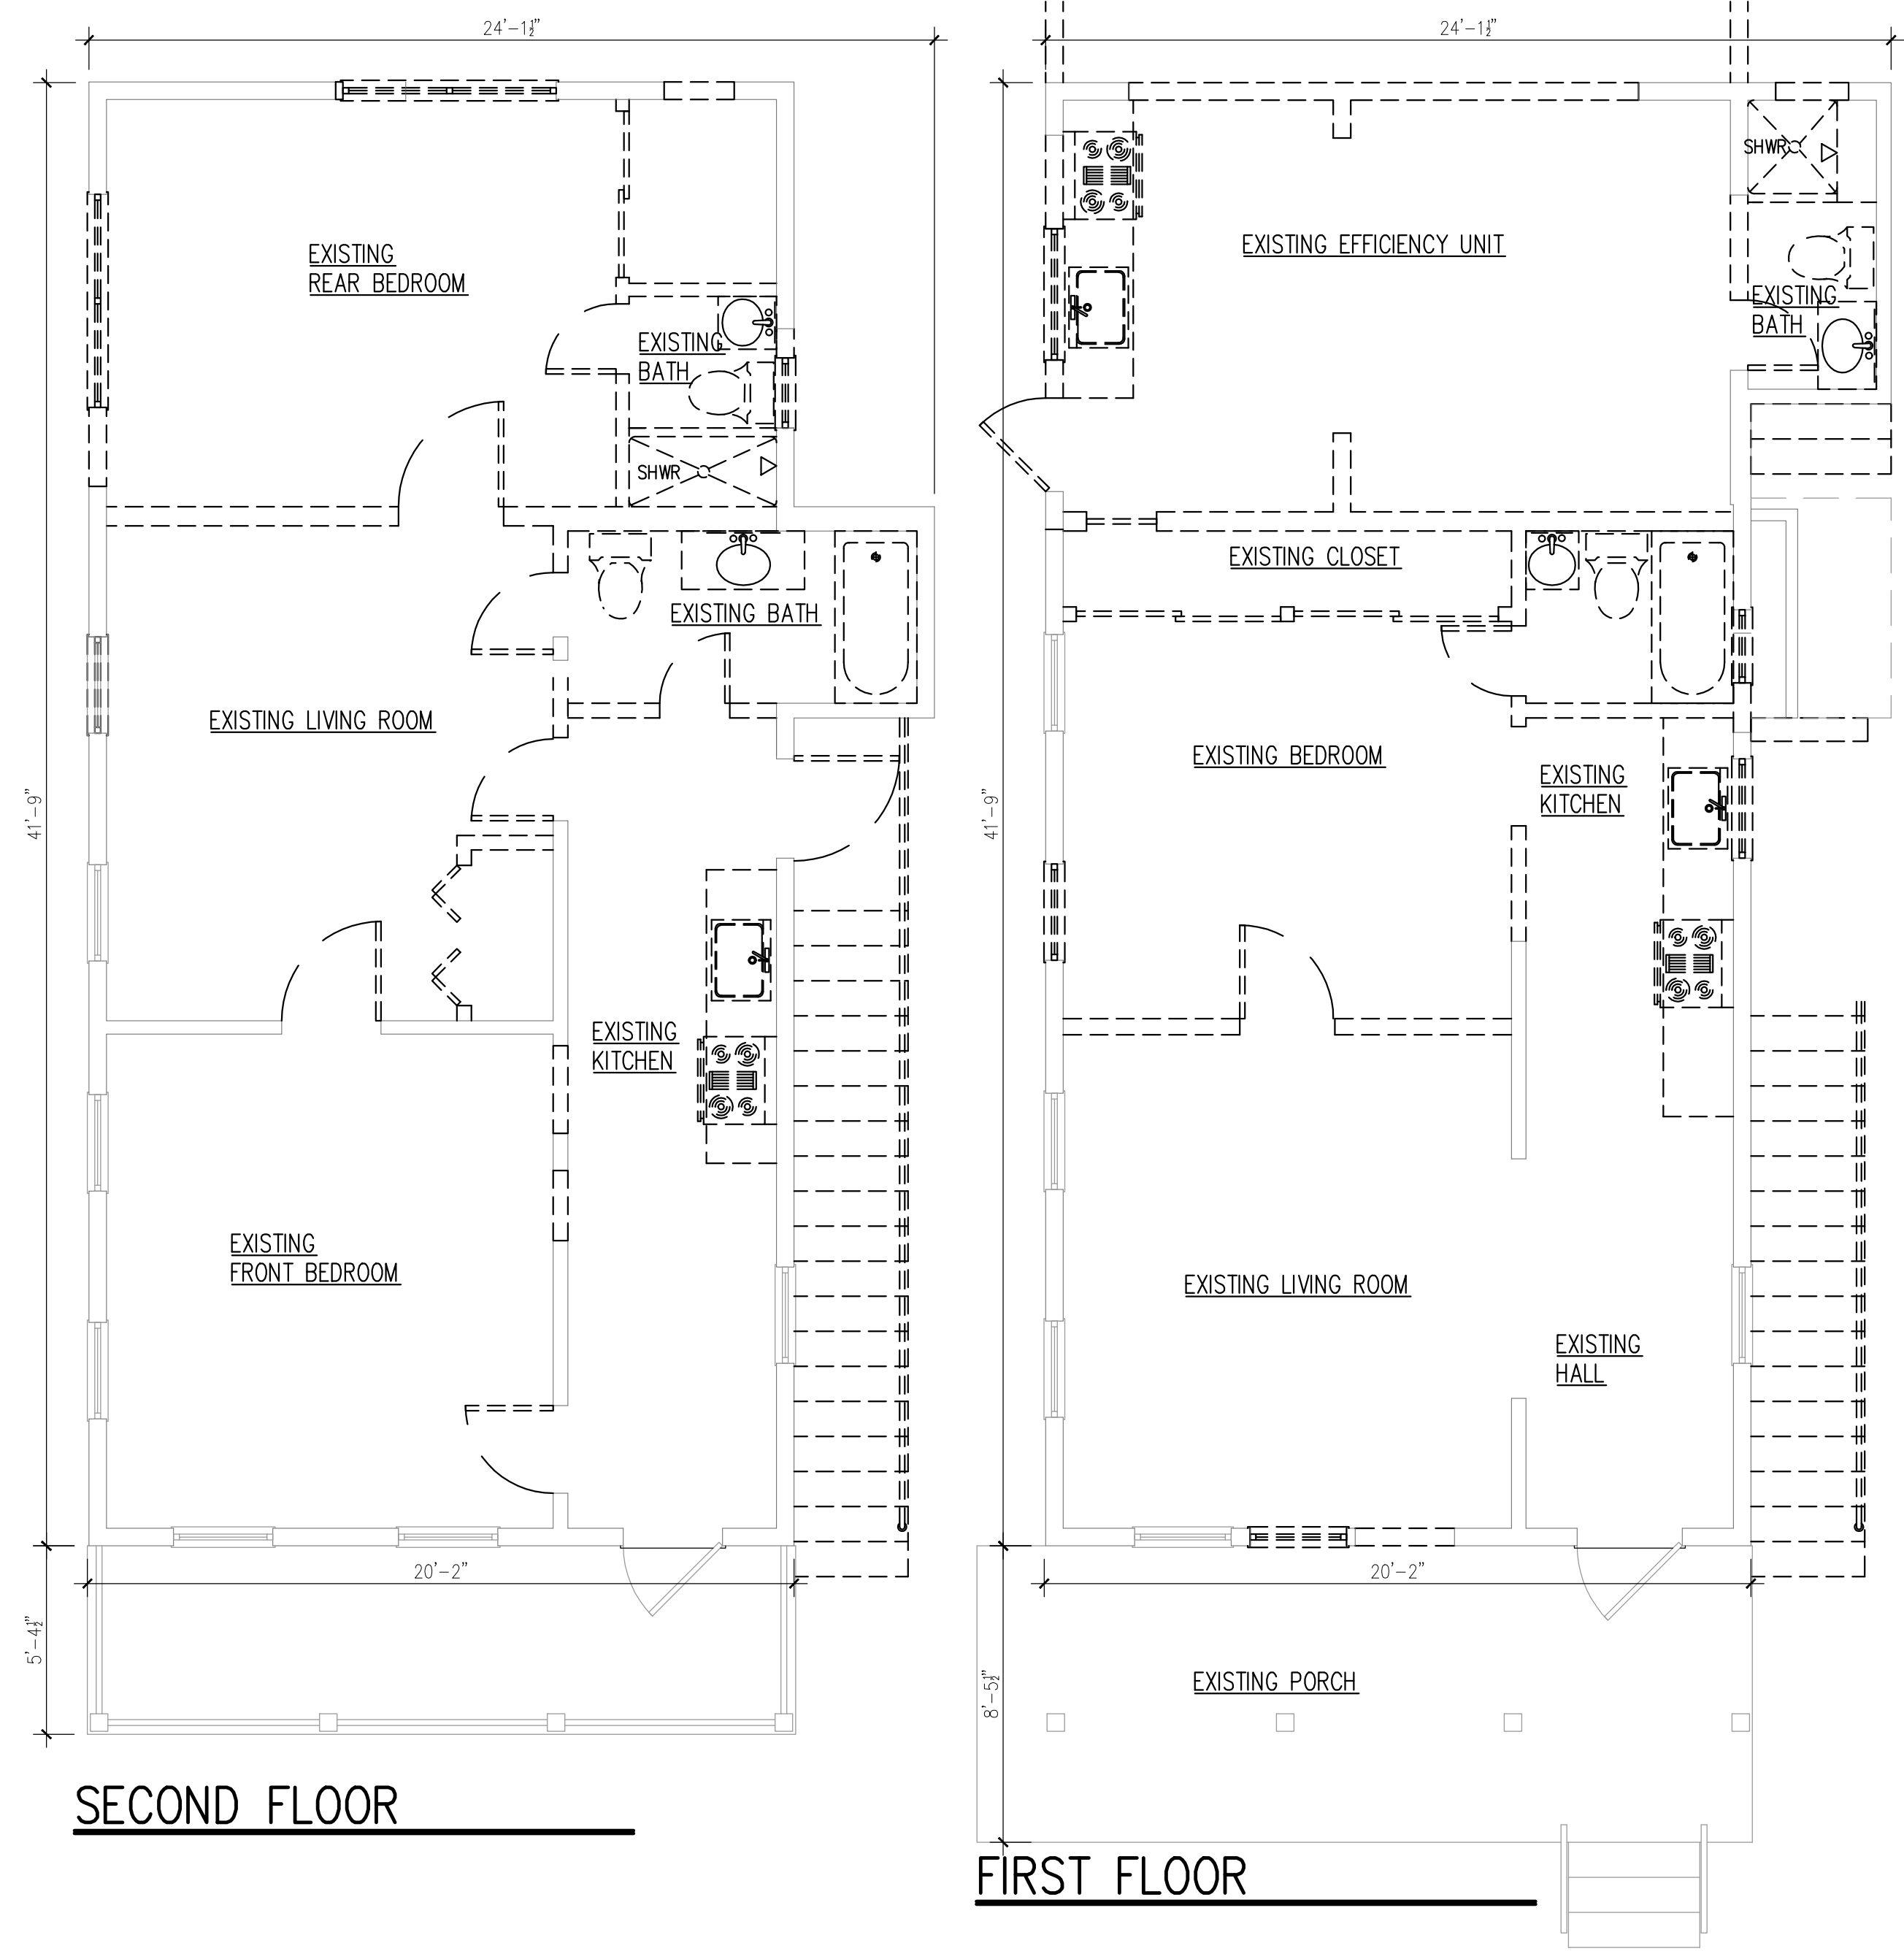 24'-1½"
EXISTING
REAR BEDROOM
EXISTING
BATH
SHWR
EXISTING BATH
EXISTING LIVING ROOM
41'-9"
EXISTING
KITCHEN
EXISTING
FRONT BEDROOM
20'-2"
5'-4½"
SECOND FLOOR
24'-1½"
SHWR
EXISTING EFFICIENCY UNIT
EXISTING
BATH
EXISTING CLOSET
EXISTING BEDROOM
EXISTING
KITCHEN
41'-9"
EXISTING LIVING ROOM
EXISTING
HALL
20'-2"
8'-5½"
EXISTING PORCH
FIRST FLOOR